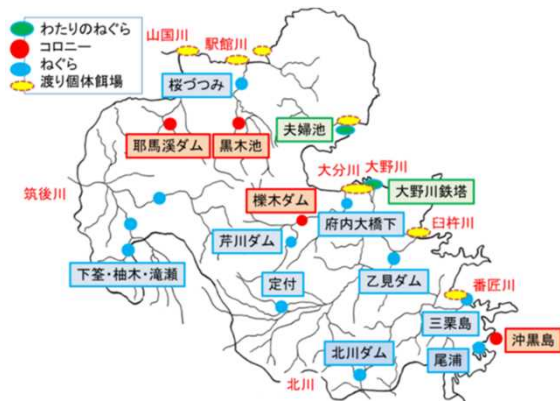 わたりのねぐら
コロニー
ねぐら
渡り個体餌場
山国川
駅館川
桜づつみ
夫婦池
耶馬溪ダム
黒木池
大分川
大野川
筑後川
大野川鉄塔
櫟木ダム
府内大橋下
臼杵川
芹川ダム
下筌・柚木・滝瀬
定付
乙見ダム
番匠川
三栗島
沖黒島
北川ダム
尾浦
北川